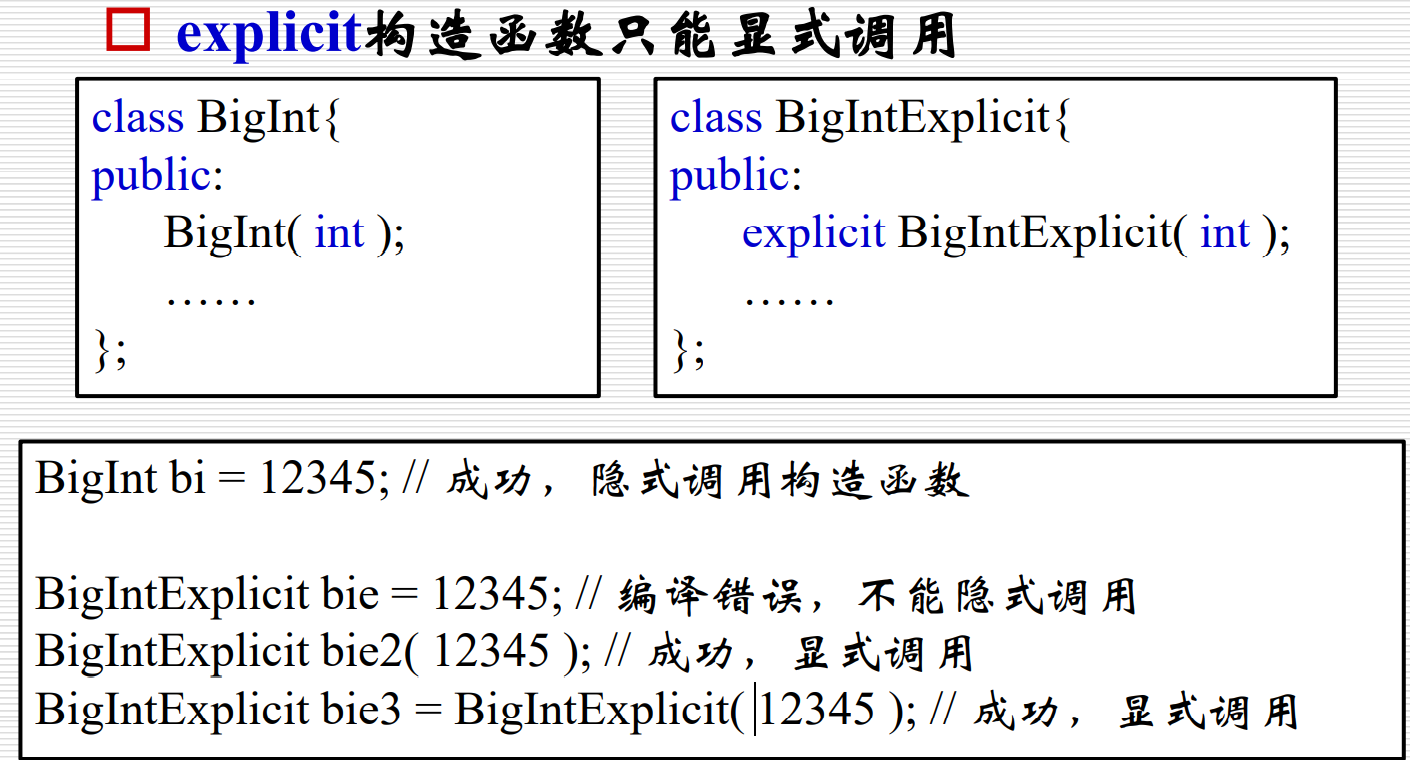 explicit构造函数只能显式调用
class BigInt{
public:
BigInt( int );
……
};
class BigIntExplicit{
public:
explicit BigIntExplicit( int );
……
};
BigInt bi = 12345; // 成功，隐式调用构造函数
BigIntExplicit bie = 12345; // 编译错误，不能隐式调用
BigIntExplicit bie2( 12345 ); // 成功，显式调用
BigIntExplicit bie3 = BigIntExplicit( 12345 ); // 成功，显式调用